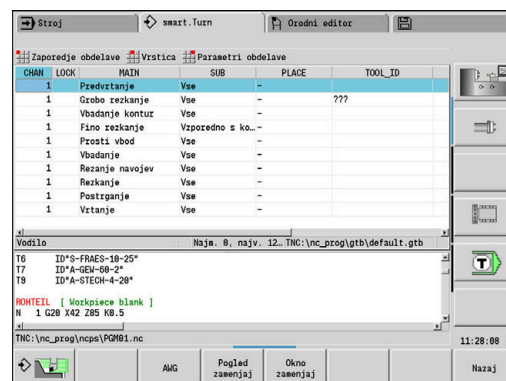 Stroj smart.Turn Orodni editor
Zaporedje obdelave Vrstica Parametri obdelave
CHAN LOCK MAIN SUB PLACE TOOL_ID
1 Predvrtanje Vse -
1 Grobo rezkanje Vse - ???
1 Vbadanje kontur Vse -
1 Fino rezkanje Vzporedno s ko… -
1 Prosti vbod Vse -
1 Vbadanje Vse -
1 Rezanje navojev Vse -
1 Rezkanje Vse -
1 Postrganje Vse -
1 Vrtanje Vse -
Vodilo Najm. 0, najv. 12… TNC:\nc_prog\gtb\default.gtb
T6 ID"S-FRAES-10-25"
T7 ID"A-GEW-60-2"
T9 ID"A-STECH-4-20"
ROHTEIL [ Workpiece blank ]
N 1 G20 X42 Z85 K0.5
TNC:\nc_prog\ncps\PGM01.nc
11:28:08
AWG Pogled zamenjaj Okno zamenjaj Nazaj
T